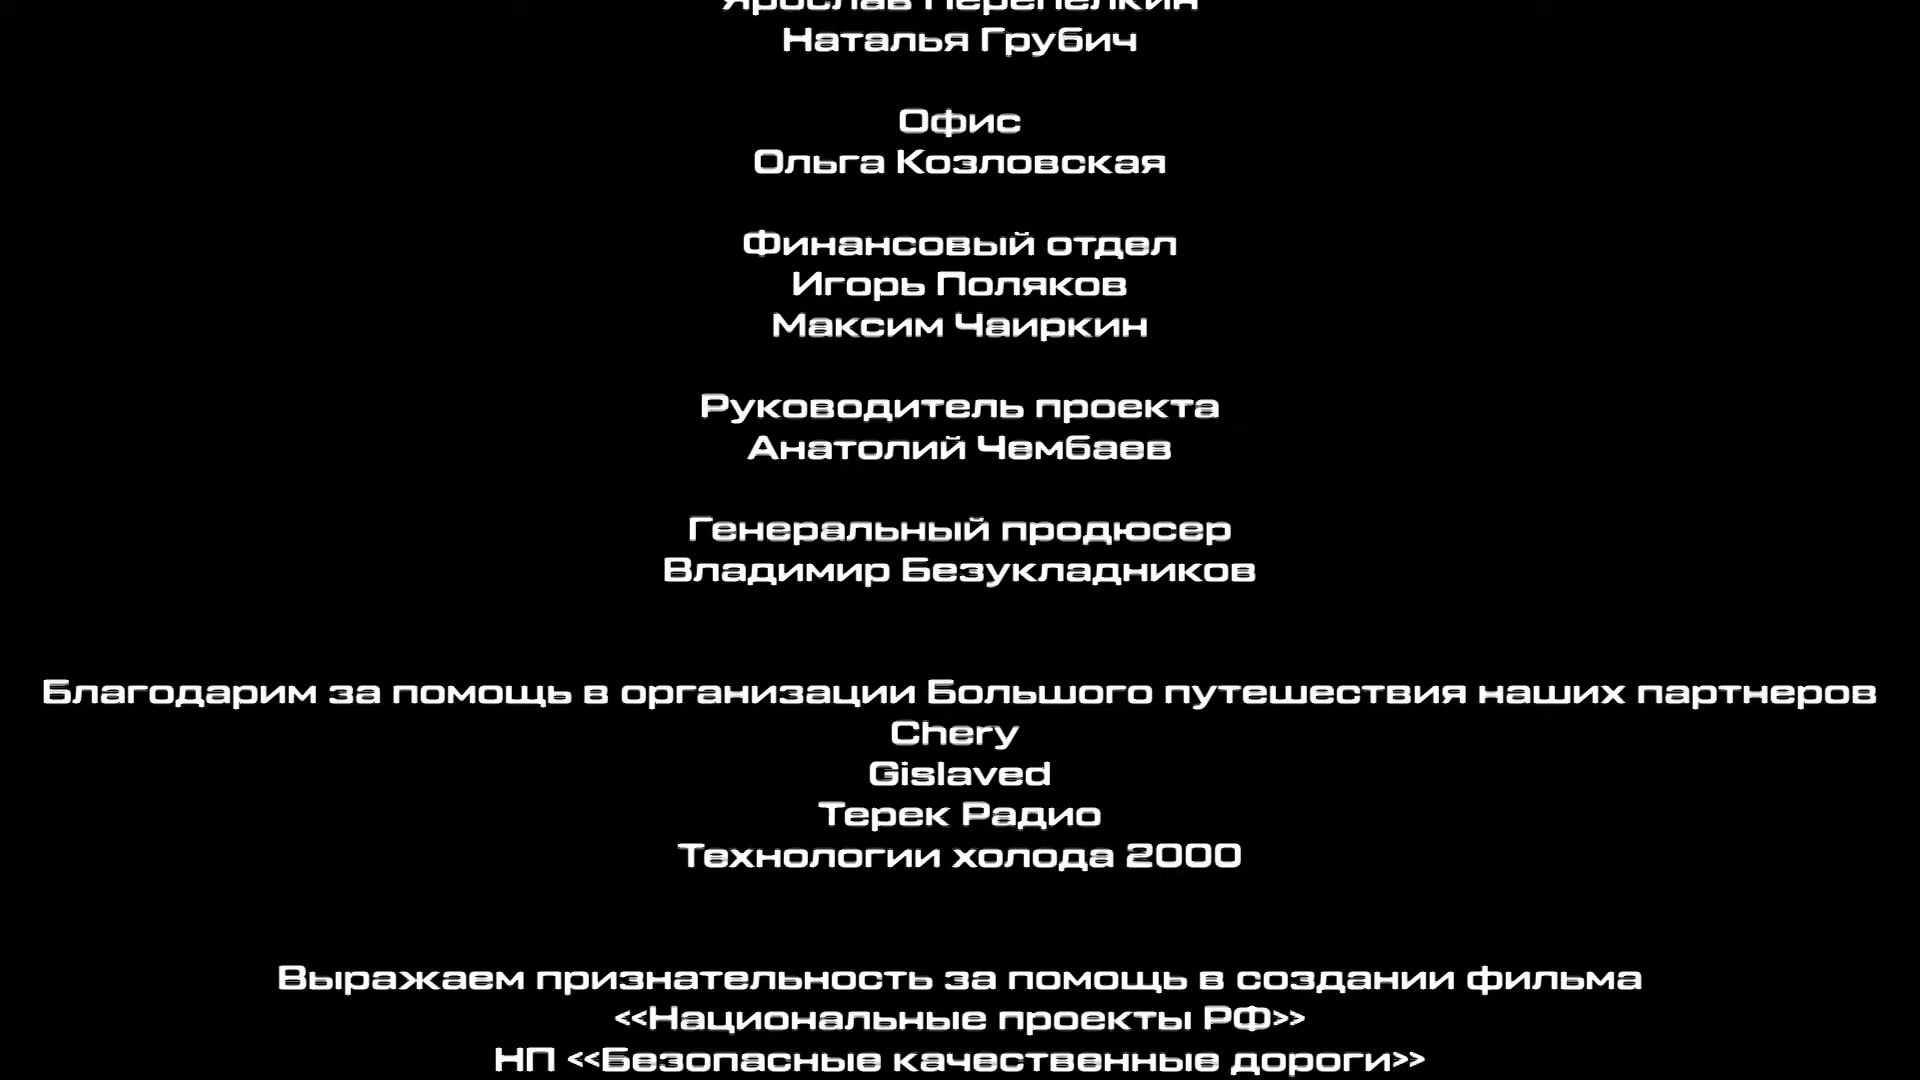 Ярослав Перепелкин
Наталья Грубич
Офис
Ольга Козловская
Финансовый отдел
Игорь Поляков
Максим Чаиркин
Руководитель проекта
Анатолий Чембаев
Генеральный продюсер
Владимир Безукладников
Благодарим за помощь в организации Большого путешествия наших партнеров
Chery
Gislaved
Терек Радио
Технологии холода 2000
Выражаем признательность за помощь в создании фильма
<<Национальные проекты РФ>>
НП <<Безопасные качественные дороги>>